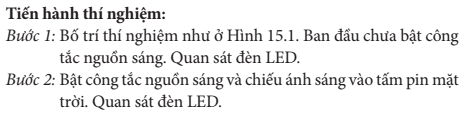 Tiến hành thí nghiệm:
Bước 1: Bố trí thí nghiệm như ở Hình 15.1. Ban đầu chưa bật công
tắc nguồn sáng. Quan sát đèn LED.
Bước 2: Bật công tắc nguồn sáng và chiếu ánh sáng vào tấm pin mặt
trời. Quan sát đèn LED.